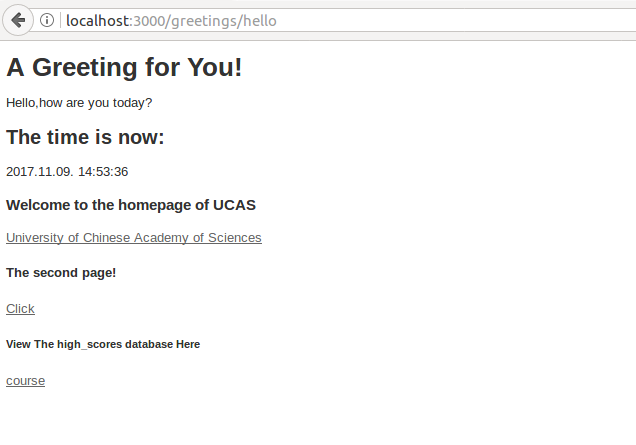 localhost:3000/greetings/hello
A Greeting for You!
Hello,how are you today?
The time is now:
2017.11.09. 14:53:36
Welcome to the homepage of UCAS
University of Chinese Academy of Sciences
The second page!
Click
View The high_scores database Here
course